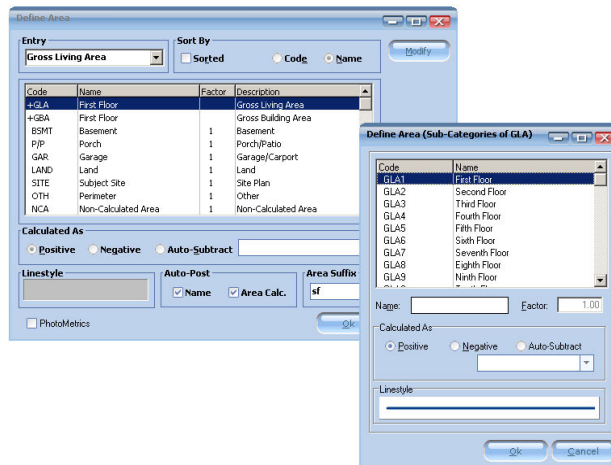 Define Area
Entry
Sort By
Gross Living Area
Sorted
Code
Name
Modify
Code Name Factor Description
+GLA First Floor Gross Living Area
+GBA First Floor Gross Building Area
BSMT Basement 1 Basement
P/P Porch 1 Porch/Patio
GAR Garage 1 Garage/Carport
LAND Land 1 Land
SITE Subject Site 1 Site Plan
OTH Perimeter 1 Other
NCA Non-Calculated Area 1 Non-Calculated Area
Calculated As
Positive Negative Auto-Subtract
Linestyle
Auto-Post
Area Suffix
Name Area Calc.
sf
PhotoMetrics
Ok
Define Area (Sub-Categories of GLA)
Code Name
GLA1 First Floor
GLA2 Second Floor
GLA3 Third Floor
GLA4 Fourth Floor
GLA5 Fifth Floor
GLA6 Sixth Floor
GLA7 Seventh Floor
GLA8 Eighth Floor
GLA9 Ninth Floor
Name: Factor: 1.00
Calculated As
Positive Negative Auto-Subtract
Linestyle
Ok Cancel